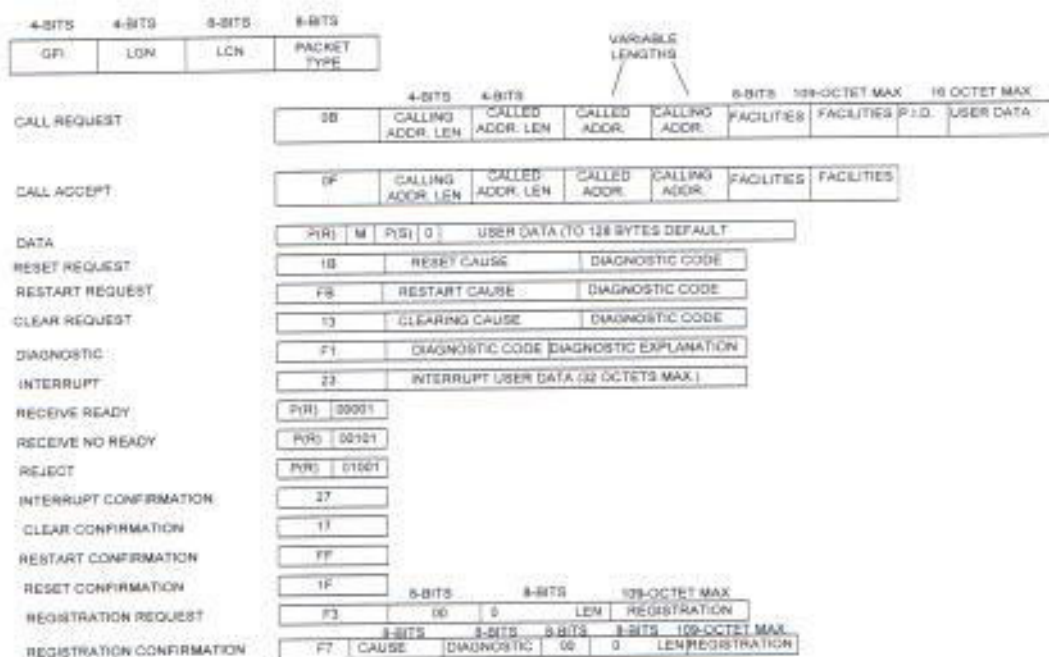 4-BITS 4-BITS 8-BITS 8-BITS
GFI LGN LCN PACKET TYPE
VARIABLE LENGTHS
4-BITS 4-BITS 8-BITS 109-OCTET MAX 16 OCTET MAX
CALL REQUEST 0B CALLING ADDR. LEN CALLED ADDR. LEN CALLED ADDR. CALLING ADDR. FACILITIES FACILITIES P.I.D. USER DATA
CALL ACCEPT 0F CALLING ADDR. LEN CALLED ADDR. LEN CALLED ADDR. CALLING ADDR. FACILITIES FACILITIES
DATA P(R) M P(S) 0 USER DATA (TO 128 BYTES DEFAULT
RESET REQUEST 1B RESET CAUSE DIAGNOSTIC CODE
RESTART REQUEST FB RESTART CAUSE DIAGNOSTIC CODE
CLEAR REQUEST 13 CLEARING CAUSE DIAGNOSTIC CODE
DIAGNOSTIC F1 DIAGNOSTIC CODE DIAGNOSTIC EXPLANATION
INTERRUPT 23 INTERRUPT USER DATA (32 OCTETS MAX.)
RECEIVE READY P(R) 00001
RECEIVE NO READY P(R) 00101
REJECT P(R) 01001
INTERRUPT CONFIRMATION 27
CLEAR CONFIRMATION 17
RESTART CONFIRMATION FF
RESET CONFIRMATION 1F
8-BITS 8-BITS 109-OCTET MAX
REGISTRATION REQUEST F3 00 0 LEN REGISTRATION
8-BITS 8-BITS 8-BITS 8-BITS 109-OCTET MAX
REGISTRATION CONFIRMATION F7 CAUSE DIAGNOSTIC 00 0 LEN REGISTRATION